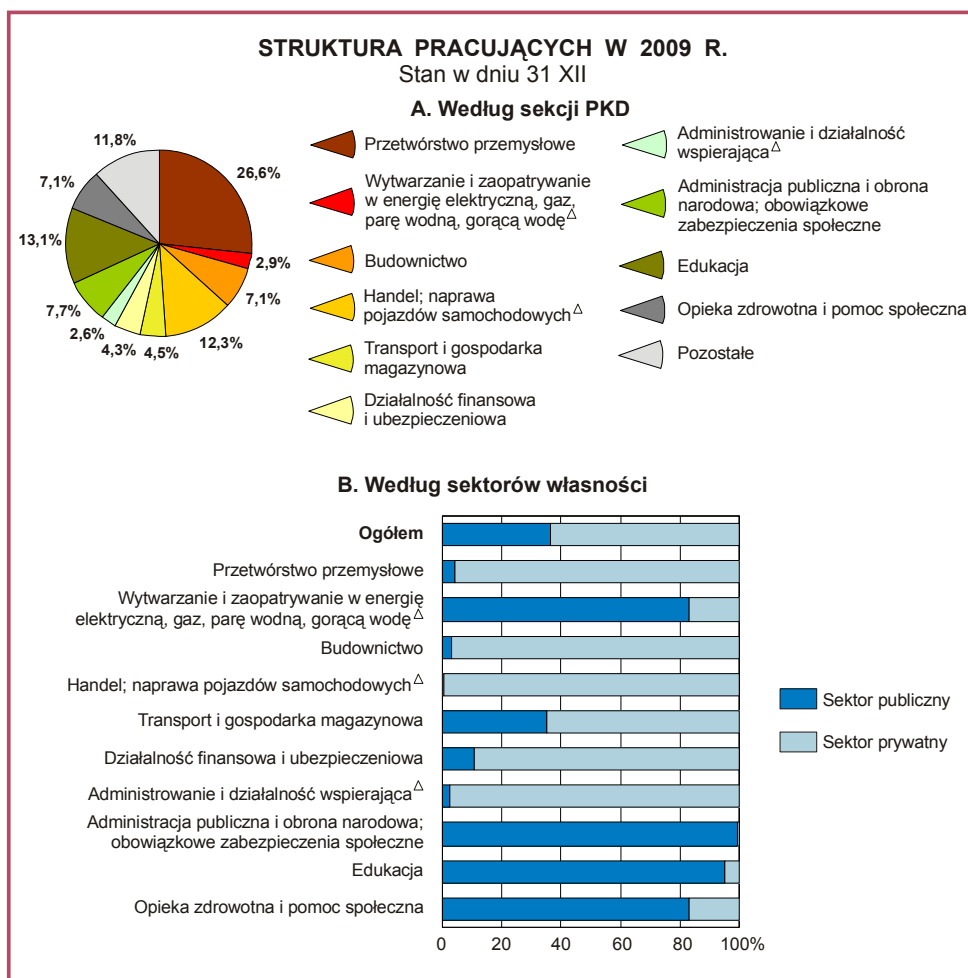 STRUKTURA PRACUJĄCYCH W 2009 R.
Stan w dniu 31 XII
A. Według sekcji PKD
11,8%
26,6%
7,1%
13,1%
2,9%
7,1%
7,7%
2,6%
4,3%
4,5%
12,3%
Przetwórstwo przemysłowe
Wytwarzanie i zaopatrywanie
w energię elektryczną, gaz,
parę wodną, gorącą wodę Δ
Budownictwo
Handel; naprawa
pojazdów samochodowych Δ
Transport i gospodarka
magazynowa
Działalność finansowa
i ubezpieczeniowa
Administrowanie i działalność
wspierająca Δ
Administracja publiczna i obrona
narodowa; obowiązkowe
zabezpieczenia społeczne
Edukacja
Opieka zdrowotna i pomoc społeczna
Pozostałe
B. Według sektorów własności
Ogółem
Przetwórstwo przemysłowe
Wytwarzanie i zaopatrywanie w energię
elektryczną, gaz, parę wodną, gorącą wodę Δ
Budownictwo
Handel; naprawa pojazdów samochodowych Δ
Transport i gospodarka magazynowa
Działalność finansowa i ubezpieczeniowa
Administrowanie i działalność wspierająca Δ
Administracja publiczna i obrona narodowa;
obowiązkowe zabezpieczenia społeczne
Edukacja
Opieka zdrowotna i pomoc społeczna
0 20 40 60 80 100%
Sektor publiczny
Sektor prywatny